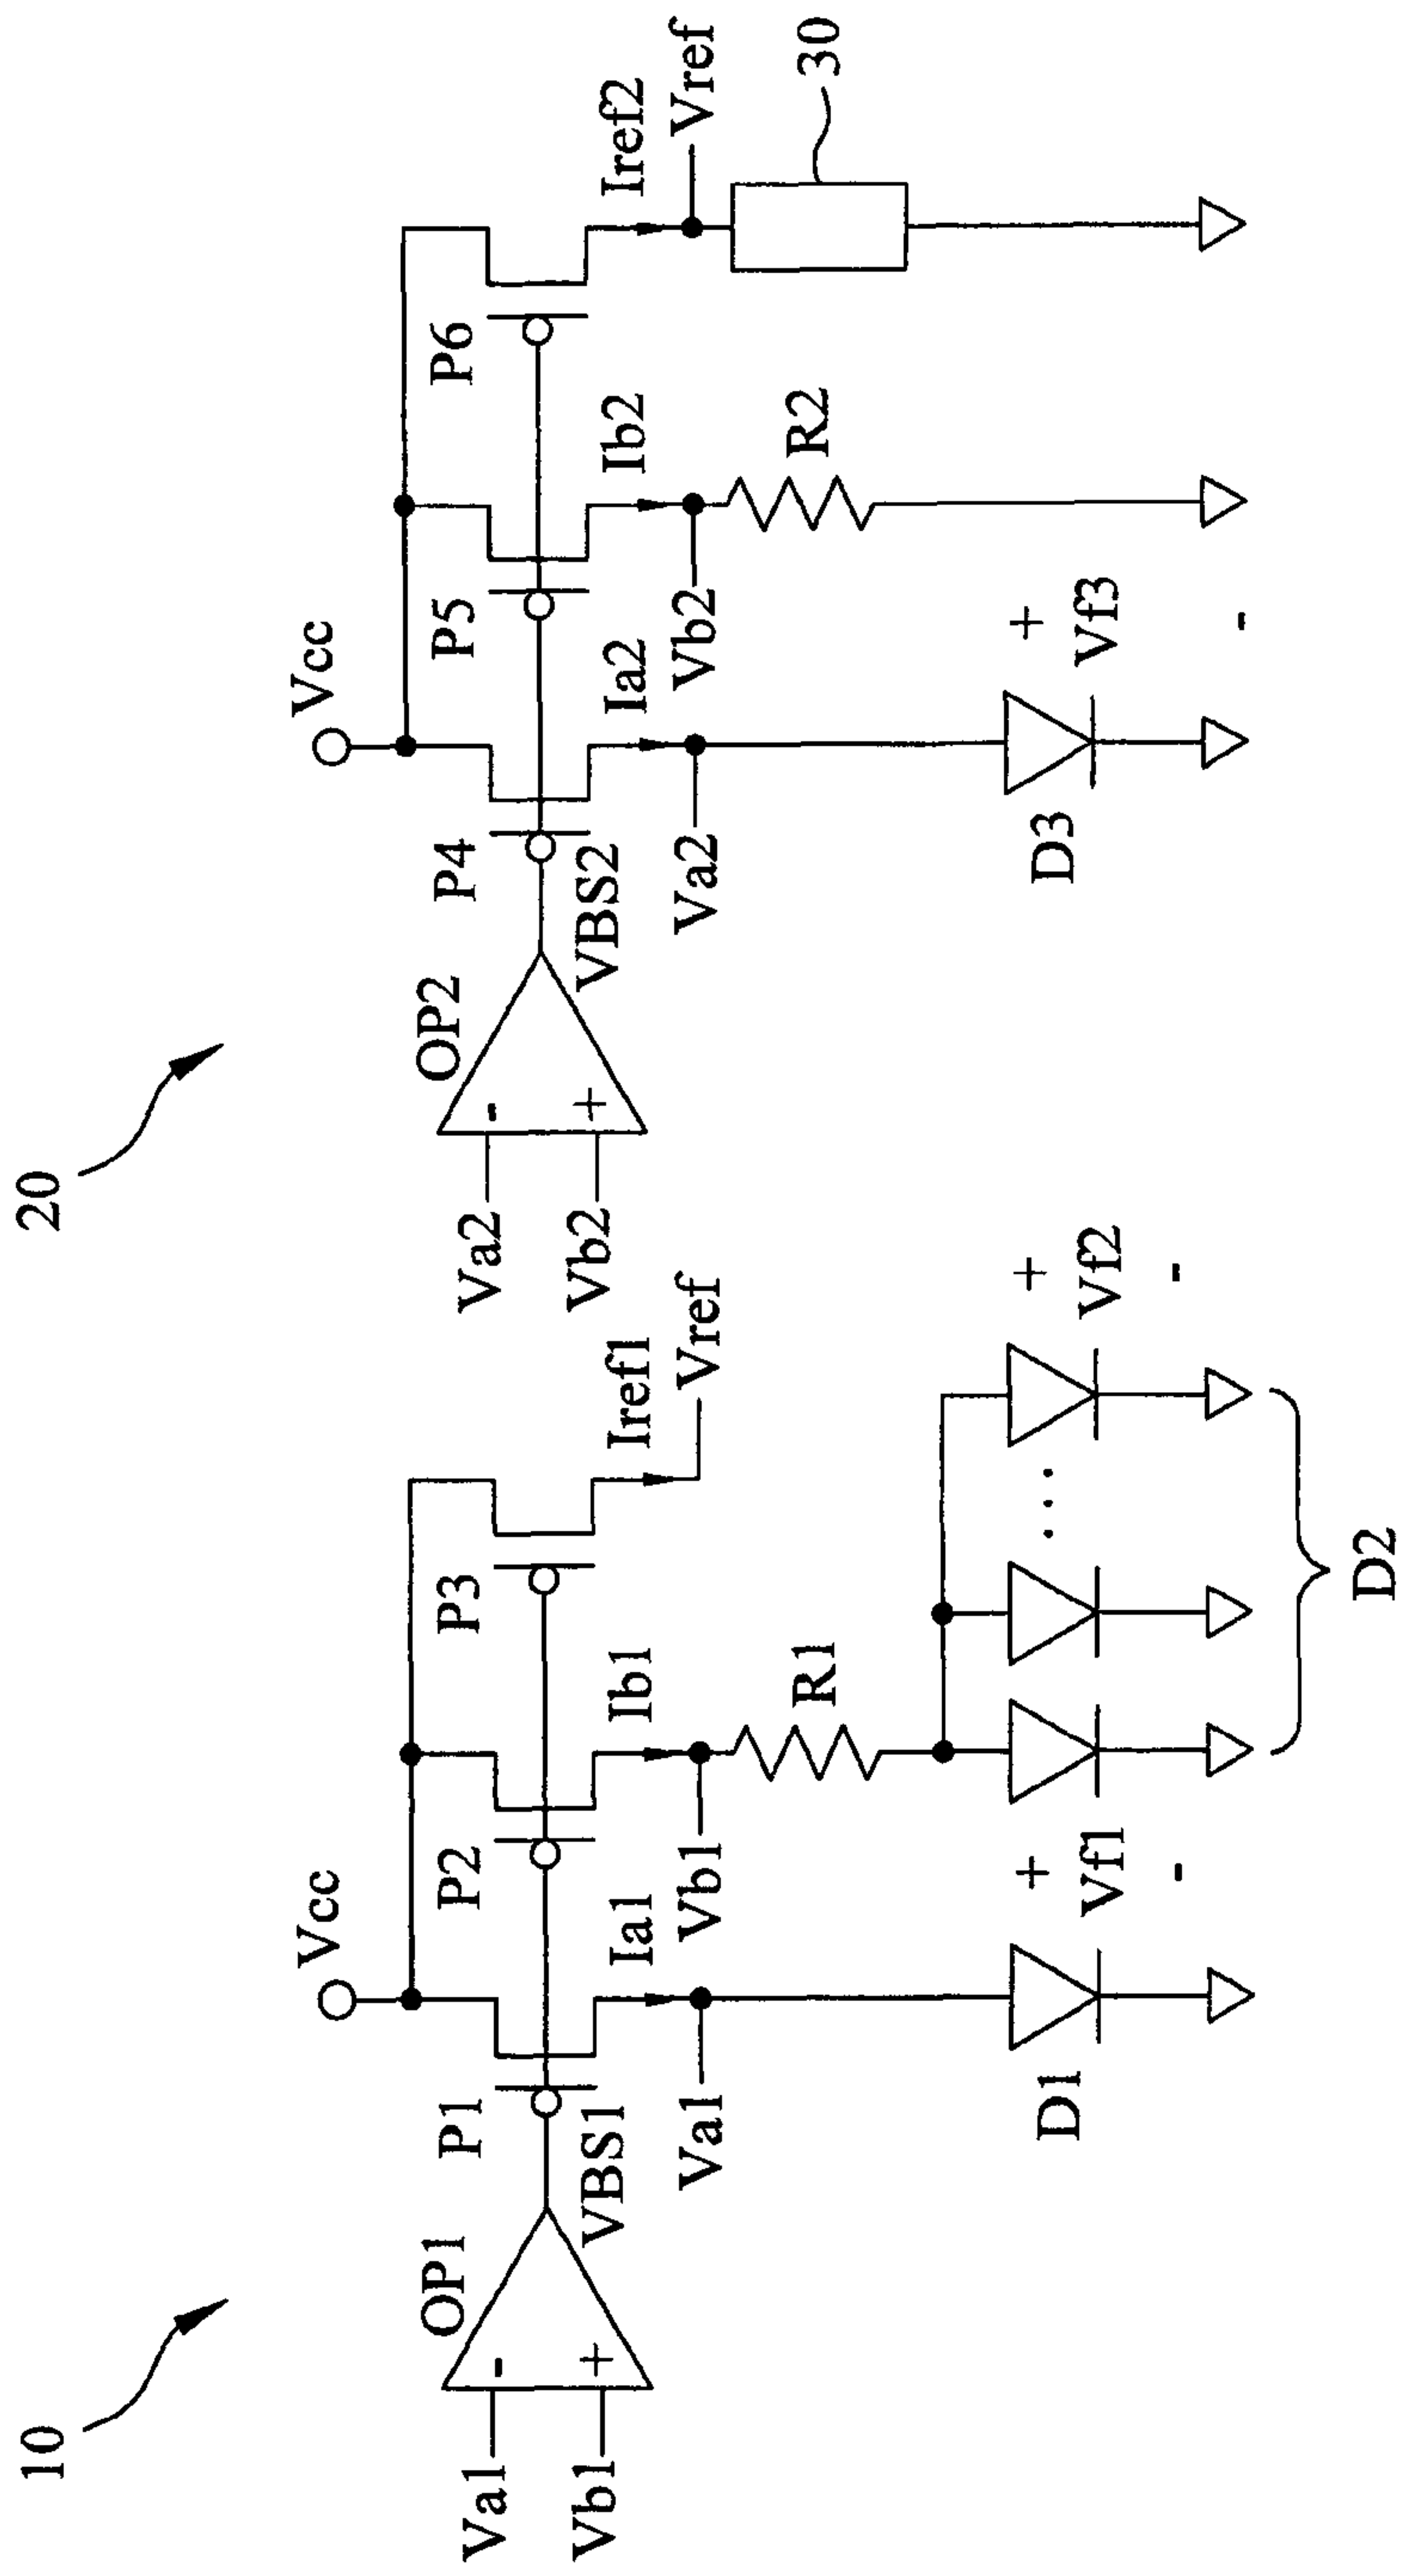 10
20
Vcc
Vcc
OP1
P1
P2
P3
OP2
P4
P5
P6
Va1
-
Vb1
+
VBS1
Ia1
Ib1
Iref1
Va2
-
Vb2
+
VBS2
Ia2
Ib2
Iref2
Va1
Vb1
Vref
Va2
Vb2
Vref
R1
R2
30
D1
+
Vf1
-
...
+
Vf2
-
D3
+
Vf3
-
D2